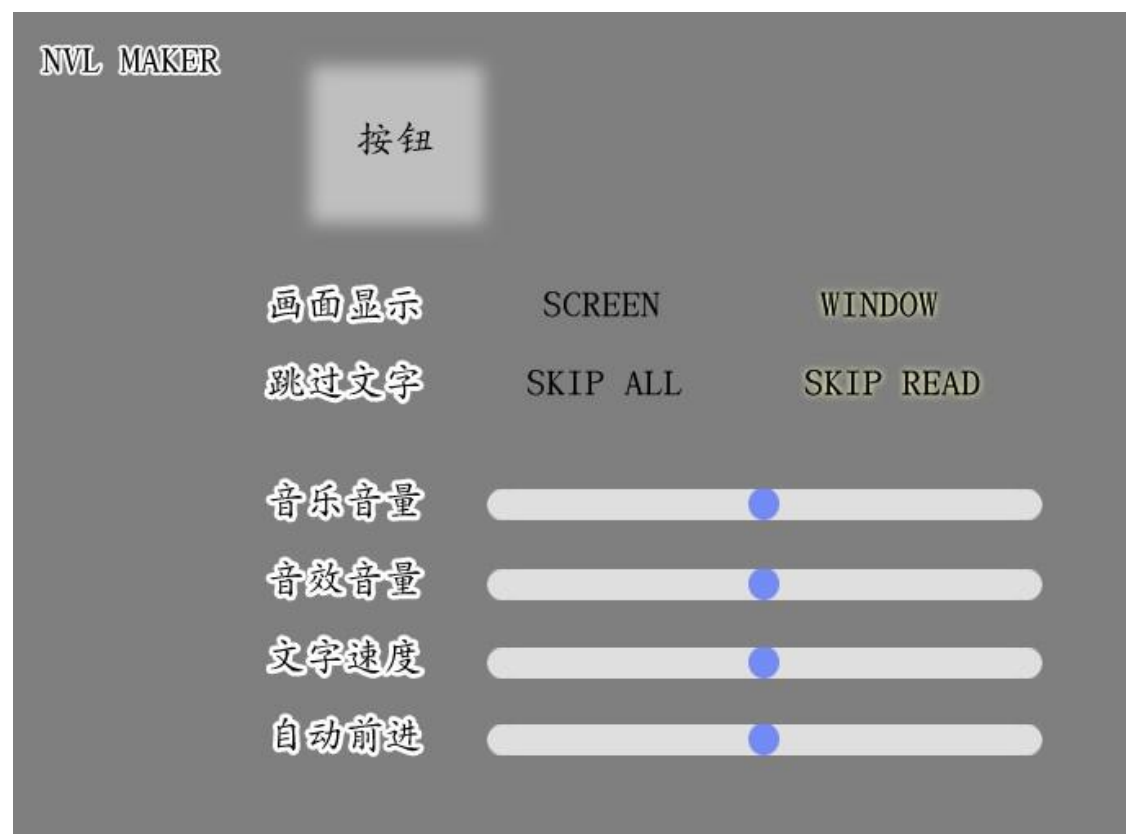 NVL MAKER
按钮
画面显示 SCREEN WINDOW
跳过文字 SKIP ALL SKIP READ
音乐音量
音效音量
文字速度
自动前进